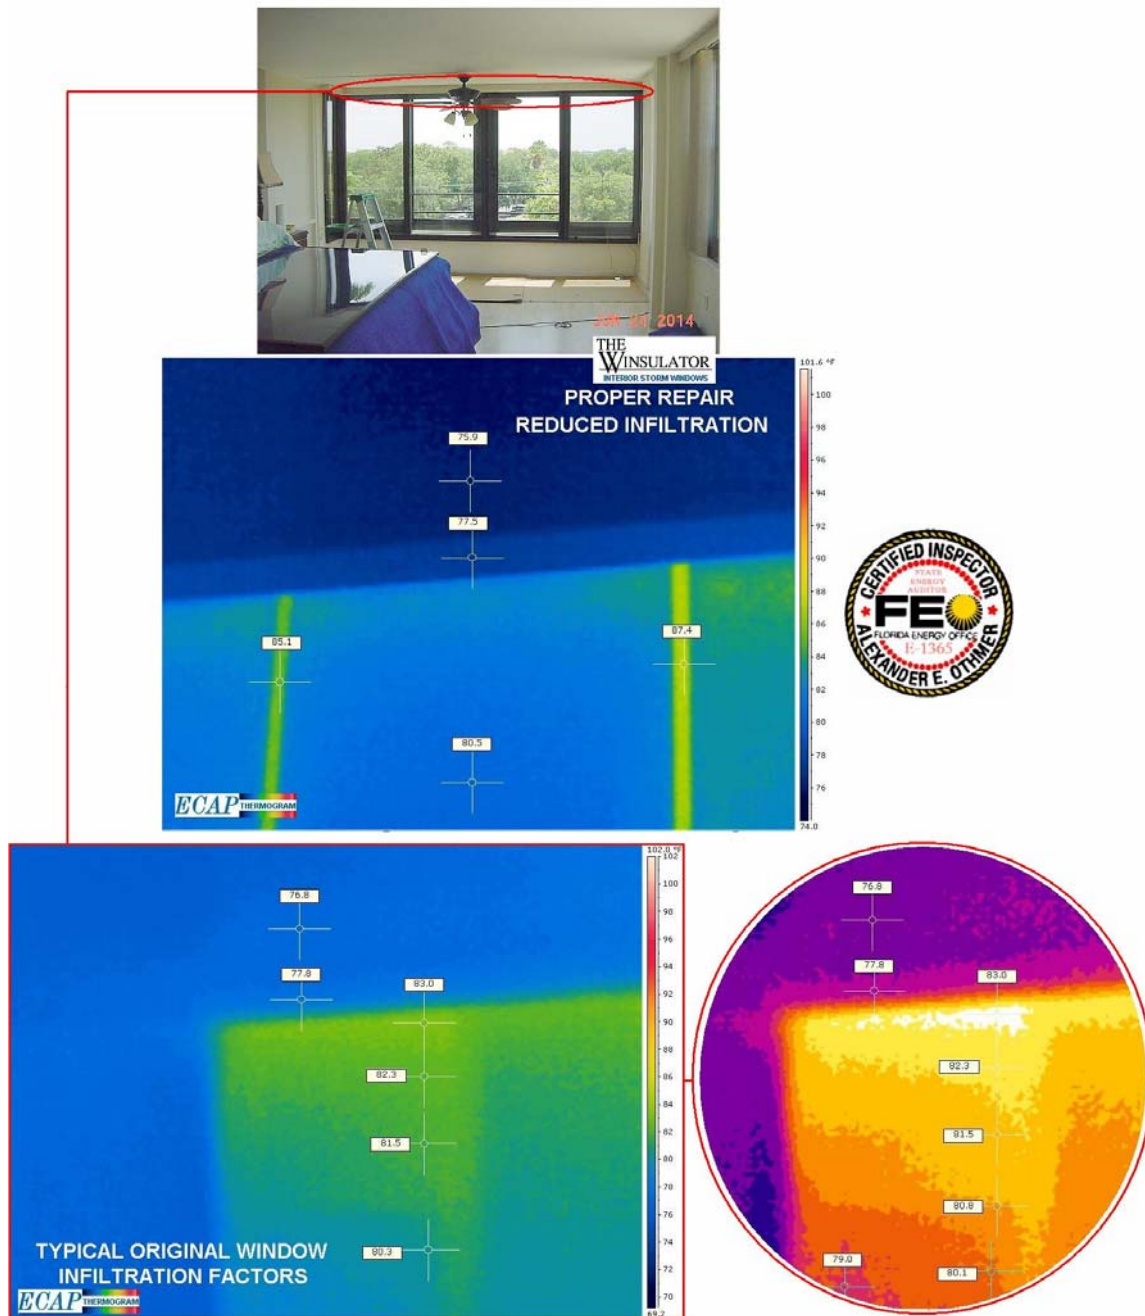 JUN 24 2014
THE
WINSULATOR
INTERIOR STORM WINDOWS
PROPER REPAIR
REDUCED INFILTRATION
101.6 °F
100
98
96
94
92
90
88
86
84
82
80
78
76
74.0
75.9
77.5
85.1
87.4
80.5
ECAP THERMOGRAM
CERTIFIED INSPECTOR
STATE
ENERGY
AUDITOR
FEO
FLORIDA ENERGY OFFICE
E-1365
ALEXANDER E. OTHMER
102.0 °F
102
100
98
96
94
92
90
88
86
84
82
80
78
76
74
72
70
69.2
76.8
77.8
83.0
82.3
81.5
80.3
TYPICAL ORIGINAL WINDOW
INFILTRATION FACTORS
ECAP THERMOGRAM
76.8
77.8
83.0
82.3
81.5
80.8
79.0
80.1